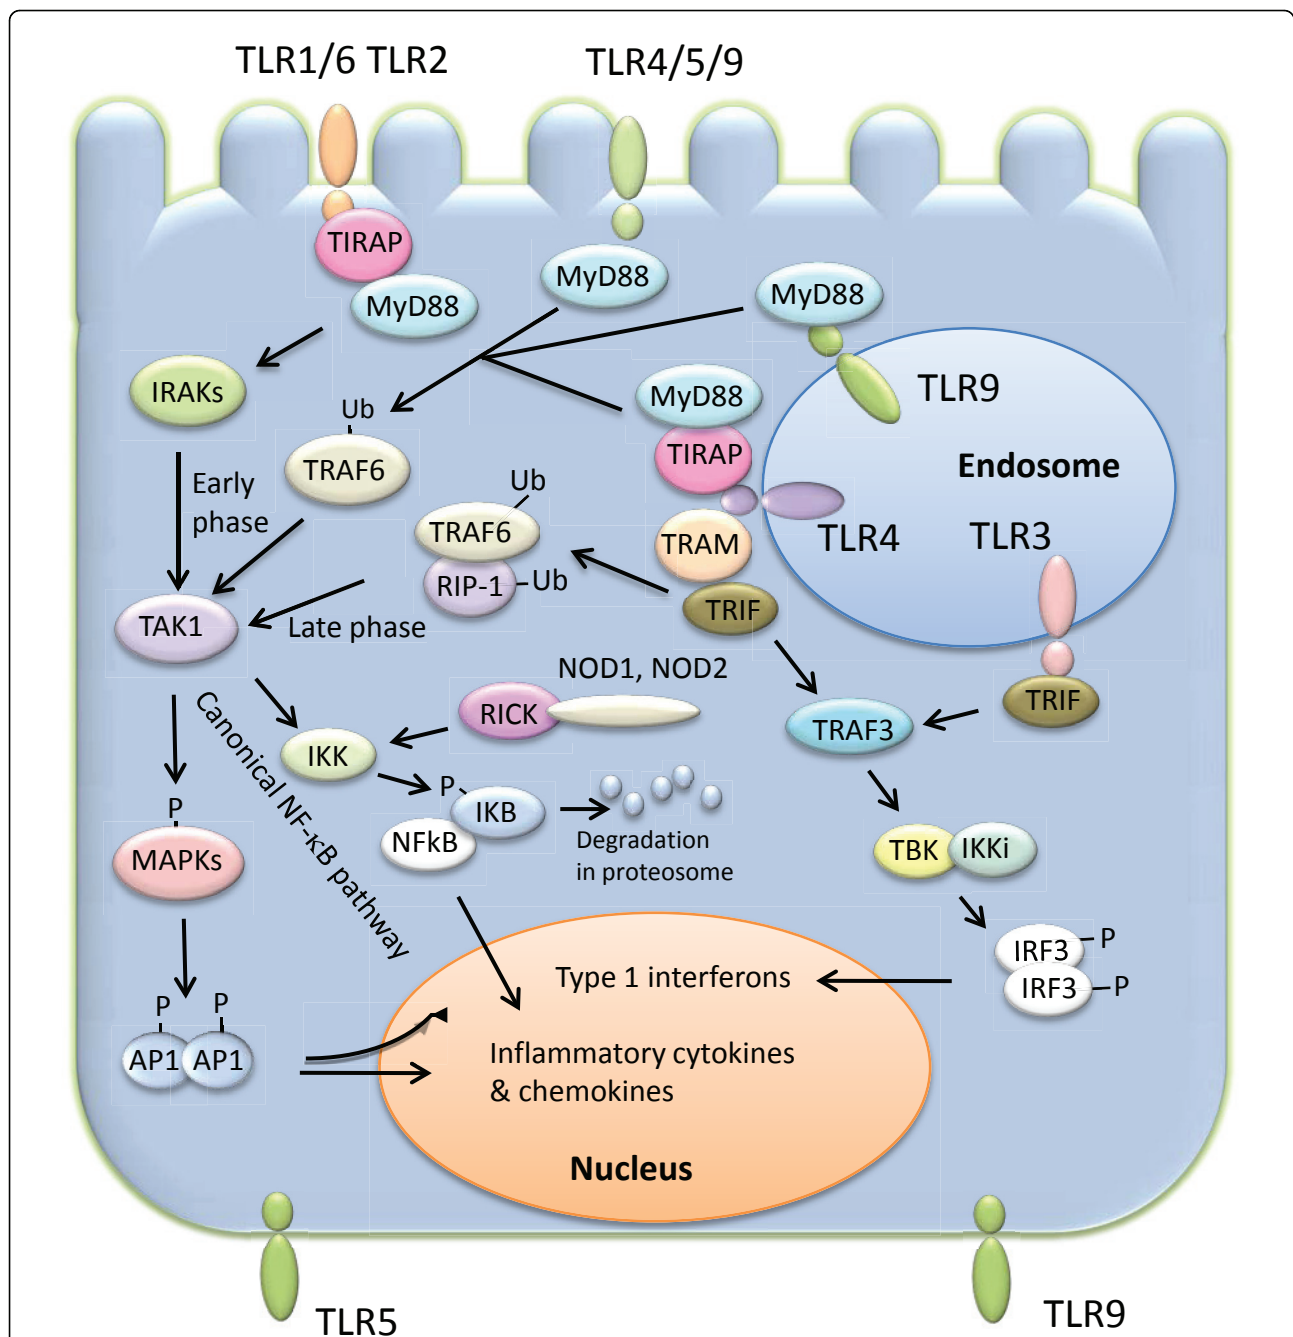 TLR1/6 TLR2
TLR4/5/9
TIRAP
MyD88
MyD88
MyD88
IRAKs
MyD88
TLR9
Ub
TRAF6
TIRAP
Endosome
Early
phase
Ub
TRAF6
TRAM
TLR4
TLR3
RIP-1
Ub
TAK1
Late phase
TRIF
NOD1, NOD2
TRIF
RICK
TRAF3
Canonical NF-κB pathway
IKK
P
IKB
NFkB
Degradation
in proteosome
P
MAPKs
TBK
IKKi
IRF3
P
IRF3
P
Type 1 interferons
P
P
AP1
AP1
Inflammatory cytokines
& chemokines
Nucleus
TLR5
TLR9